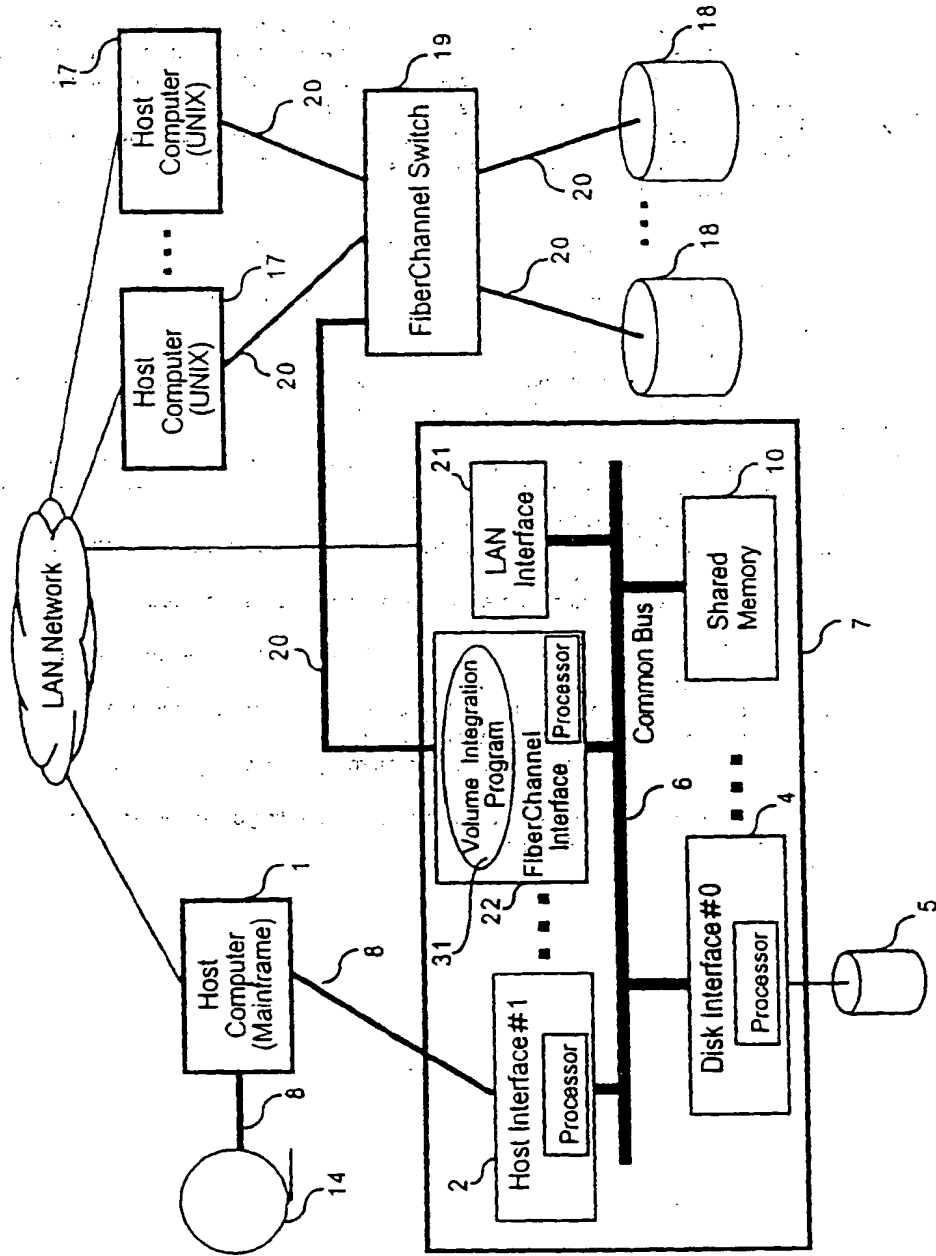 LAN Network
17
Host
Computer
(UNIX)
17
Host
Computer
(UNIX)
20
20
19
FiberChannel Switch
20
20
18
18
20
1
Host
Computer
(Mainframe)
8
8
14
21
LAN
Interface
31
Volume Integration
Program
FiberChannel
Interface
Processor
22
2
Host Interface#1
Processor
6
Common Bus
10
Shared
Memory
4
Disk Interface#0
Processor
7
5